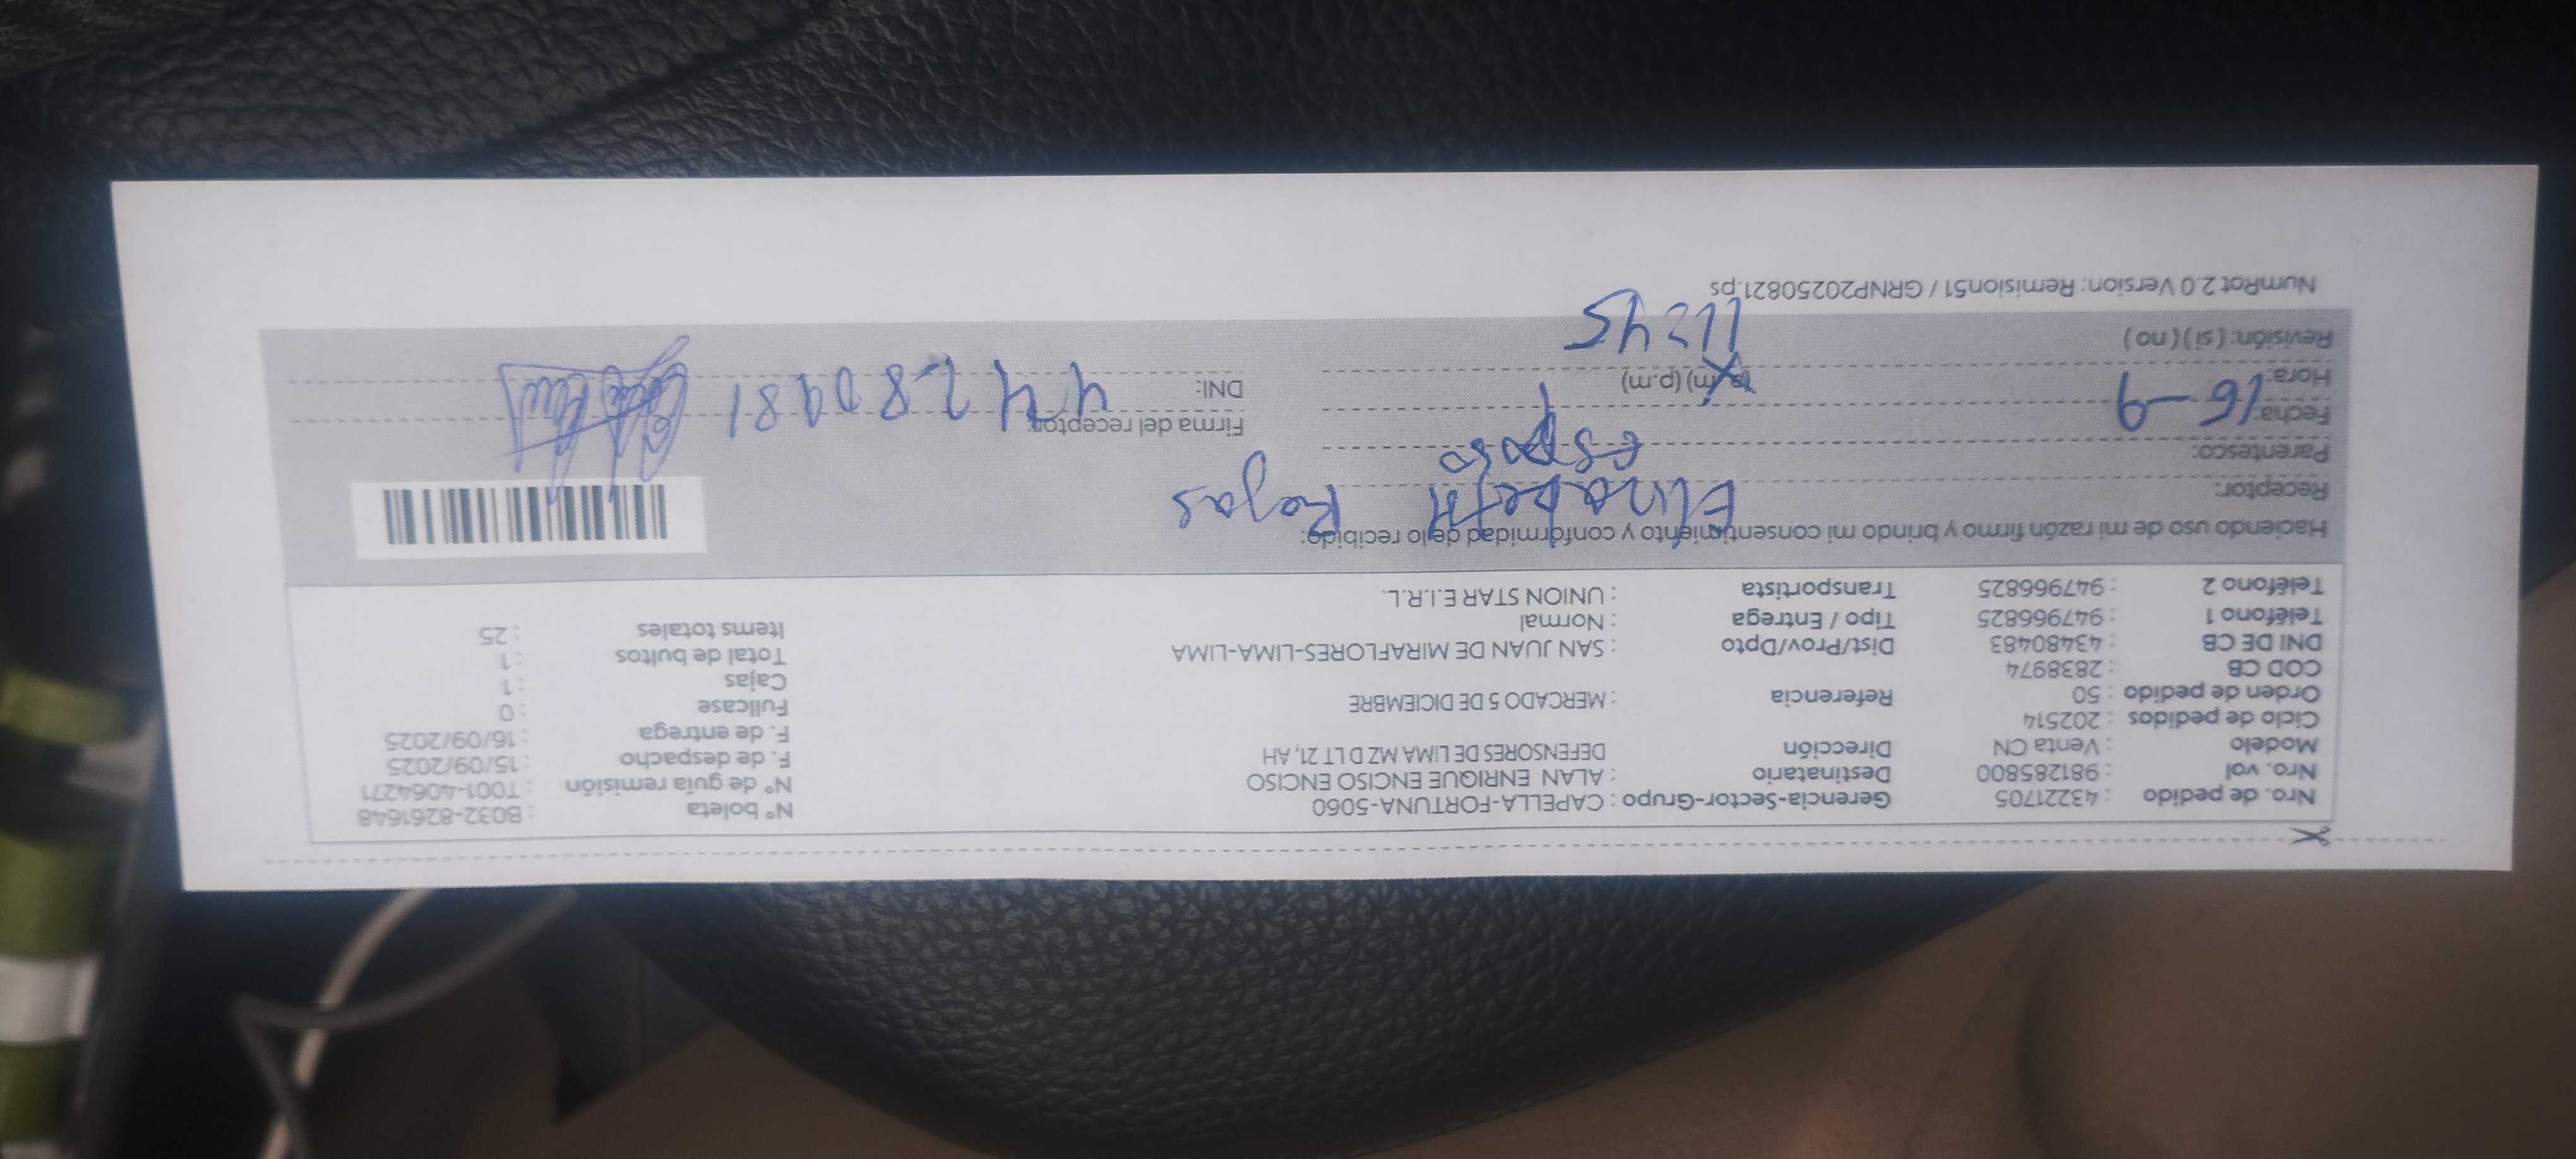 Nro. de pedido : 43221705 Gerencia-Sector-Grupo : CAPELLA-FORTUNA-5060 N° boleta : B032-8261648
Nro. vol : 981285800 Destinatario : ALAN ENRIQUE ENCISO ENCISO N° de guía remisión : T001-4064271
Modelo : Venta CN Dirección DEFENSORES DE LIMA MZ D LT 21, AH F. de despacho : 15/09/2025
Ciclo de pedidos : 202514 F. de entrega : 16/09/2025
Orden de pedido : 50 Referencia : MERCADO 5 DE DICIEMBRE Fullcase : 0
COD CB : 2838974 Cajas : 1
DNI DE CB : 43480483 Dist/Prov/Dpto : SAN JUAN DE MIRAFLORES-LIMA-LIMA Total de bultos : 1
Teléfono 1 : 947966825 Tipo / Entrega : Normal Items totales : 25
Teléfono 2 : 947966825 Transportista : UNION STAR E.I.R.L.
Haciendo uso de mi razón firmo y brindo mi consentimiento y conformidad de lo recibido:
Receptor: Elizabeth Rojas
Parentesco: esposo
Fecha: 16-9 Firma del receptor:
Hora: (a.m) (p.m) DNI:
Revisión: ( si ) ( no ) 11:45
NumRot 2.0 Version: Remision51 / GRNP20250821.ps